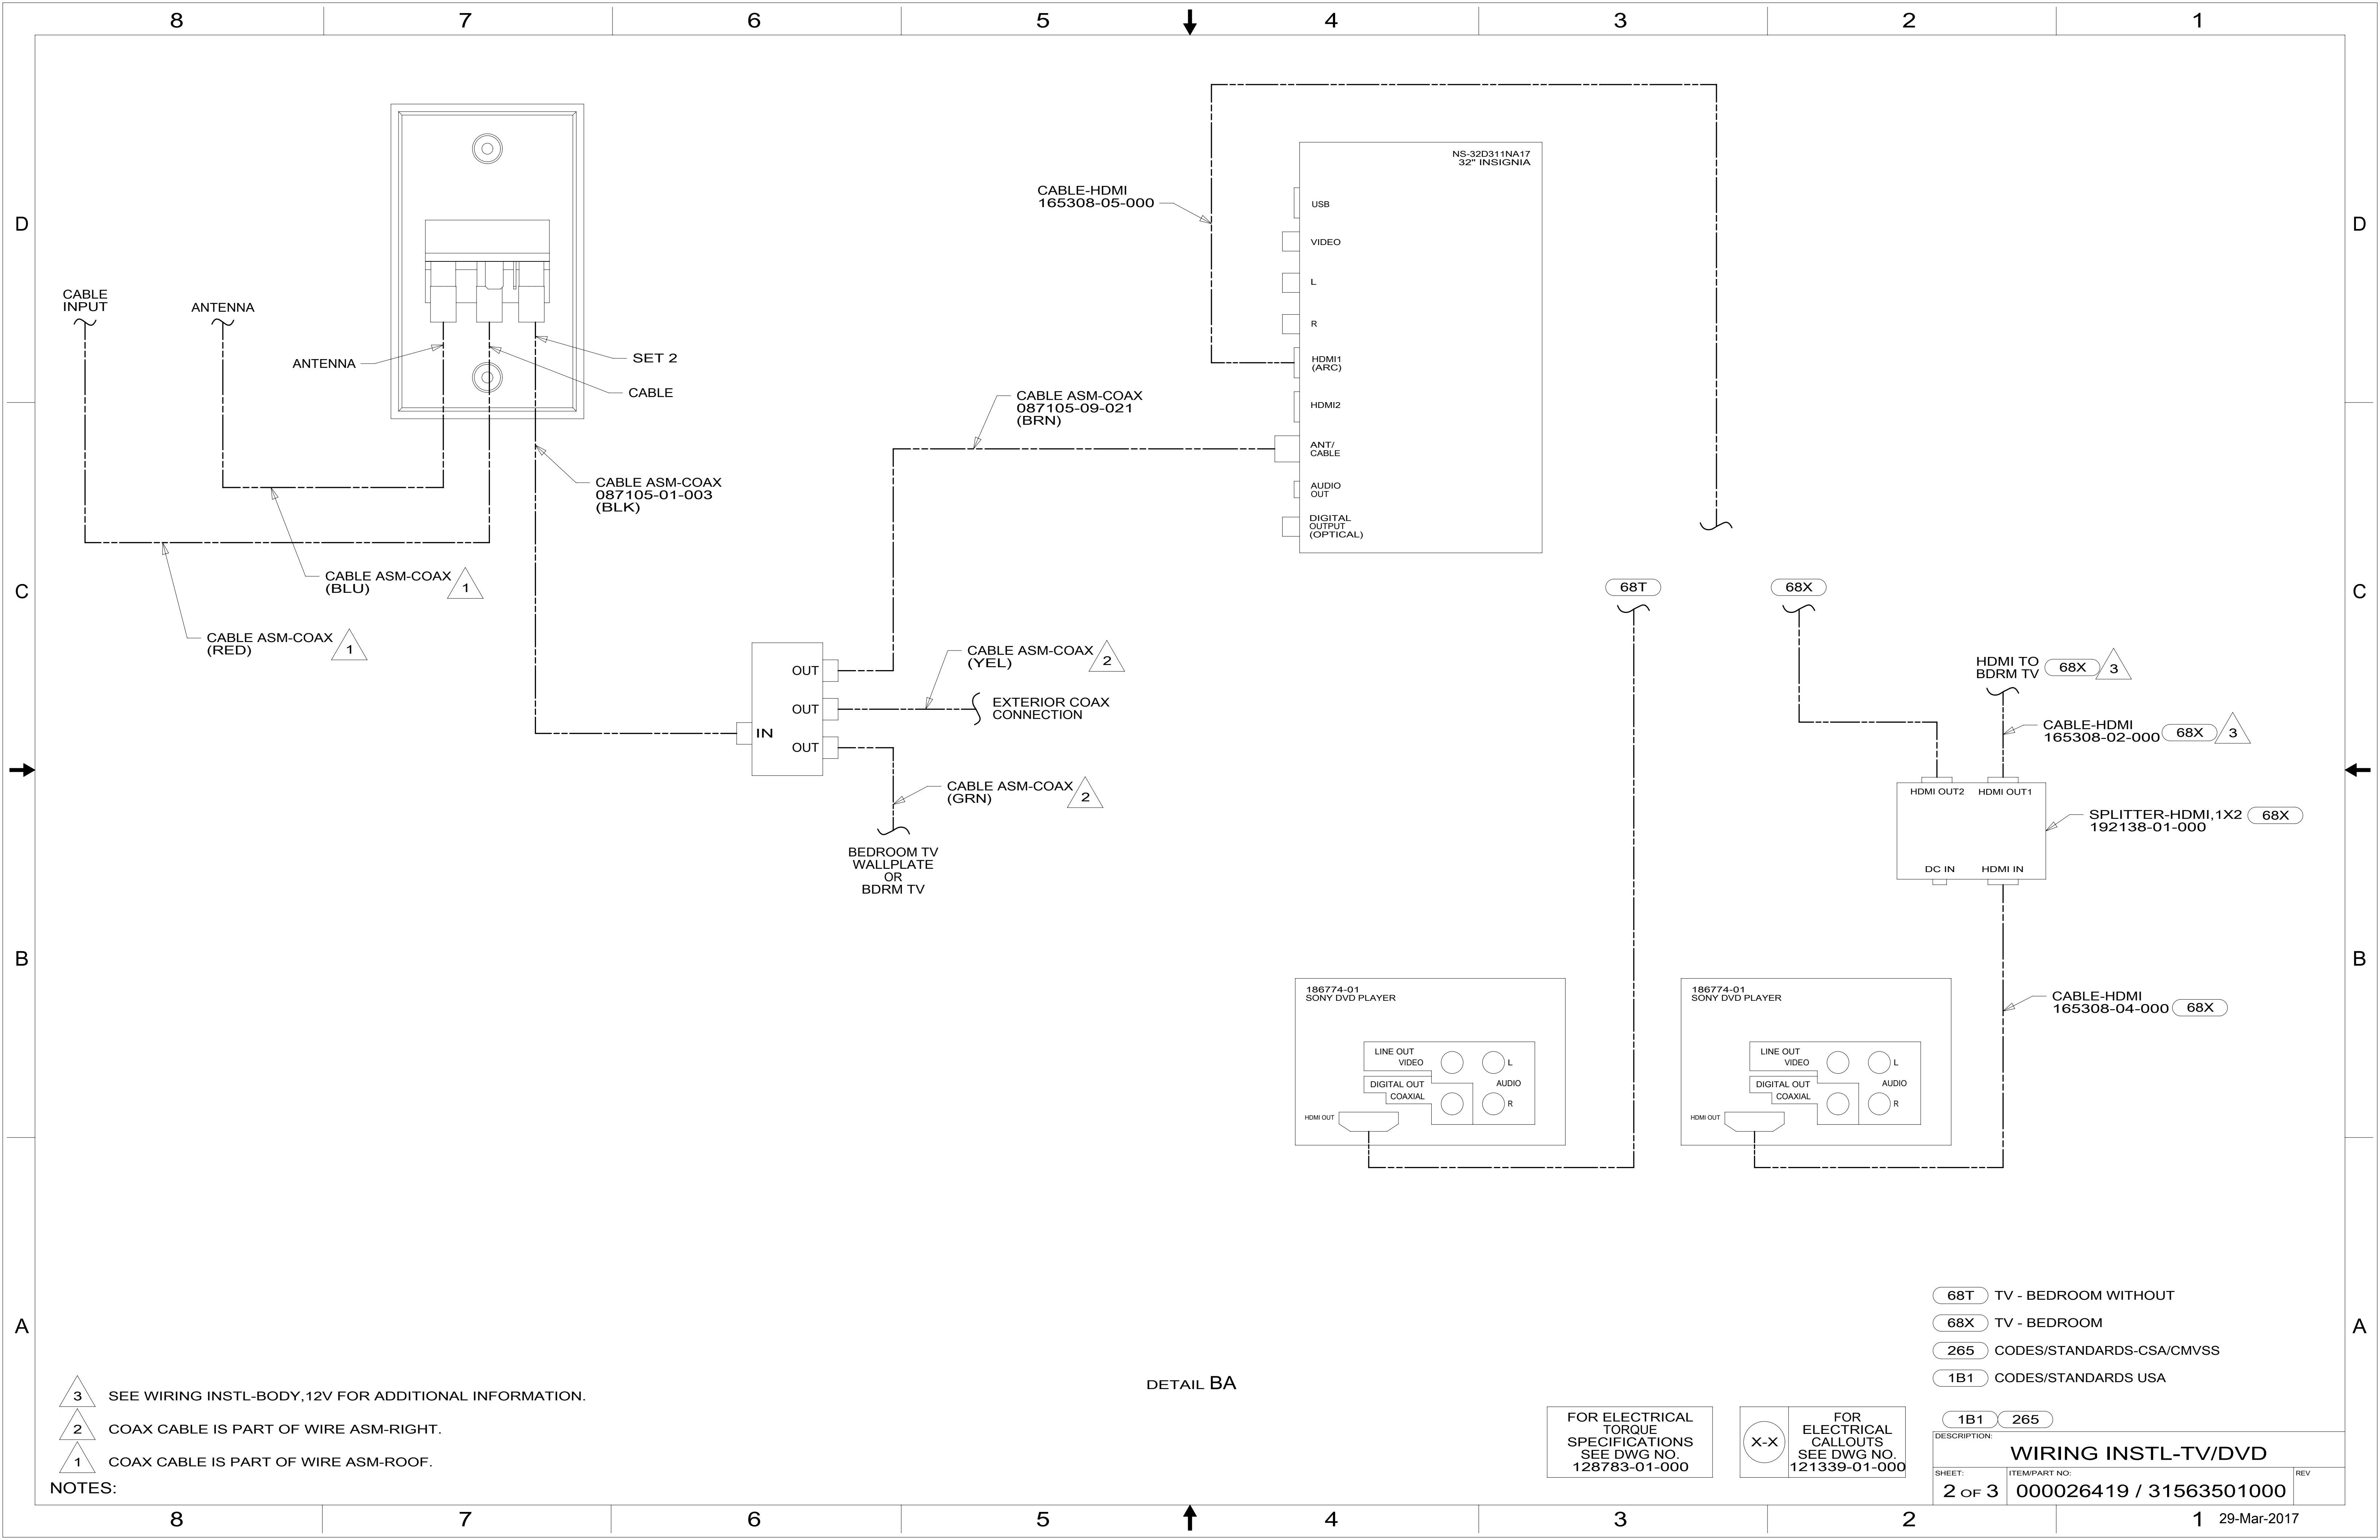 8 7 6 5 4 3 2 1
D
C
B
A
D
C
B
A
CABLE
INPUT
ANTENNA
ANTENNA
SET 2
CABLE
CABLE ASM-COAX
087105-01-003
(BLK)
CABLE ASM-COAX
(BLU)
1
CABLE ASM-COAX
(RED)
1
IN
OUT
OUT
OUT
CABLE ASM-COAX
087105-09-021
(BRN)
CABLE ASM-COAX
(YEL)
2
EXTERIOR COAX
CONNECTION
CABLE ASM-COAX
(GRN)
2
BEDROOM TV
WALLPLATE
OR
BDRM TV
CABLE-HDMI
165308-05-000
NS-32D311NA17
32" INSIGNIA
USB
VIDEO
L
R
HDMI1
(ARC)
HDMI2
ANT/
CABLE
AUDIO
OUT
DIGITAL
OUTPUT
(OPTICAL)
68T
68X
HDMI TO
BDRM TV
68X 3
CABLE-HDMI
165308-02-000 68X 3
HDMI OUT2 HDMI OUT1
DC IN HDMI IN
SPLITTER-HDMI,1X2 68X
192138-01-000
CABLE-HDMI
165308-04-000 68X
186774-01
SONY DVD PLAYER
LINE OUT
VIDEO
L
DIGITAL OUT
AUDIO
COAXIAL
R
HDMI OUT
186774-01
SONY DVD PLAYER
LINE OUT
VIDEO
L
DIGITAL OUT
AUDIO
COAXIAL
R
HDMI OUT
68T TV - BEDROOM WITHOUT
68X TV - BEDROOM
265 CODES/STANDARDS-CSA/CMVSS
1B1 CODES/STANDARDS USA
3 SEE WIRING INSTL-BODY,12V FOR ADDITIONAL INFORMATION.
2 COAX CABLE IS PART OF WIRE ASM-RIGHT.
1 COAX CABLE IS PART OF WIRE ASM-ROOF.
NOTES:
DETAIL BA
FOR ELECTRICAL
TORQUE
SPECIFICATIONS
SEE DWG NO.
128783-01-000
X-X
FOR
ELECTRICAL
CALLOUTS
SEE DWG NO.
121339-01-000
1B1 265
DESCRIPTION:
WIRING INSTL-TV/DVD
SHEET:
2 OF 3
ITEM/PART NO:
000026419 / 31563501000
REV
8 7 6 5 4 3 2 1
29-Mar-2017